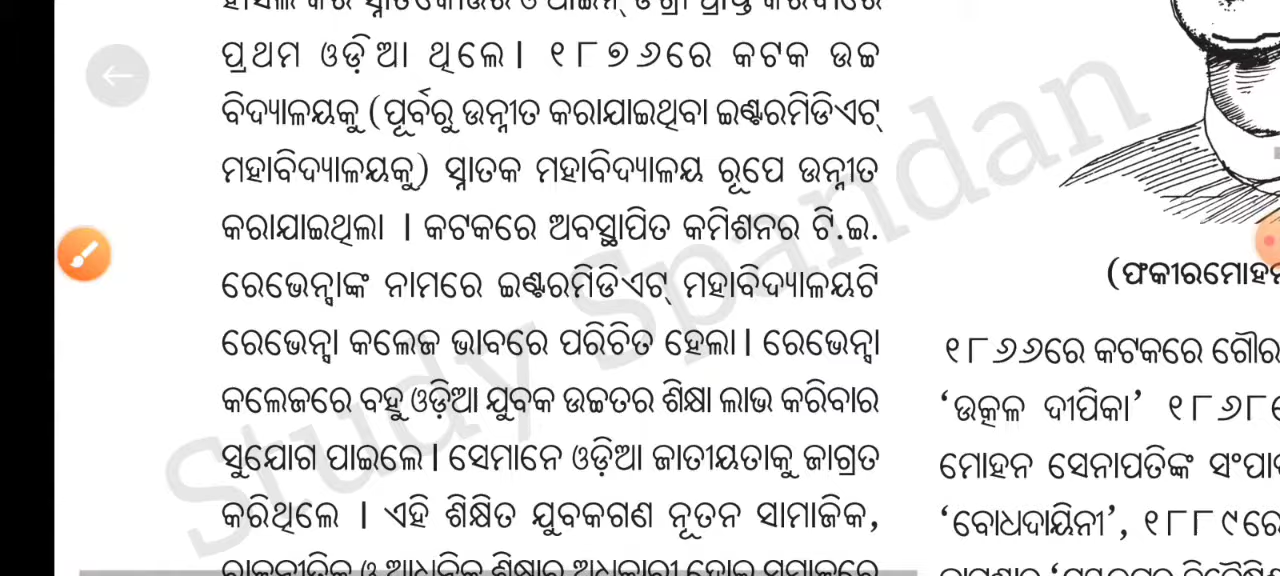 ପ୍ରଥମ ଓଡ଼ିଆ ଥିଲେ। ୧୮୭୬ରେ କଟକ ଉଚ୍ଚ
ବିଦ୍ୟାଳୟକୁ (ପୂର୍ବରୁ ଉନ୍ନୀତ କରାଯାଇଥିବା ଇଣ୍ଟରମିଡିଏଟ୍
ମହାବିଦ୍ୟାଳୟକୁ) ସ୍ନାତକ ମହାବିଦ୍ୟାଳୟ ରୂପେ ଉନ୍ନୀତ
କରାଯାଇଥିଲା । କଟକରେ ଅବସ୍ଥାପିତ କମିଶନର ଟି.ଇ.
ରେଭେନ୍ସାଙ୍କ ନାମରେ ଇଣ୍ଟରମିଡିଏଟ୍ ମହାବିଦ୍ୟାଳୟଟି
ରେଭେନ୍ସା କଲେଜ ଭାବରେ ପରିଚିତ ହେଲା। ରେଭେନ୍ସା
କଲେଜରେ ବହୁ ଓଡ଼ିଆ ଯୁବକ ଉଚ୍ଚତର ଶିକ୍ଷା ଲାଭ କରିବାର
ସୁଯୋଗ ପାଇଲେ। ସେମାନେ ଓଡ଼ିଆ ଜାତୀୟତାକୁ ଜାଗ୍ରତ
କରିଥିଲେ । ଏହି ଶିକ୍ଷିତ ଯୁବକଗଣ ନୂତନ ସାମାଜିକ,
(ଫକୀରମୋହନ
୧୮୬୬ରେ କଟକରେ ଗୌର
‘ଉତ୍କଳ ଦୀପିକା’ ୧୮୬୮
ମୋହନ ସେନାପତିଙ୍କ ସଂପାଦ
‘ବୋଧଦାୟିନୀ’, ୧୮୮୯ରେ
Study Spandan